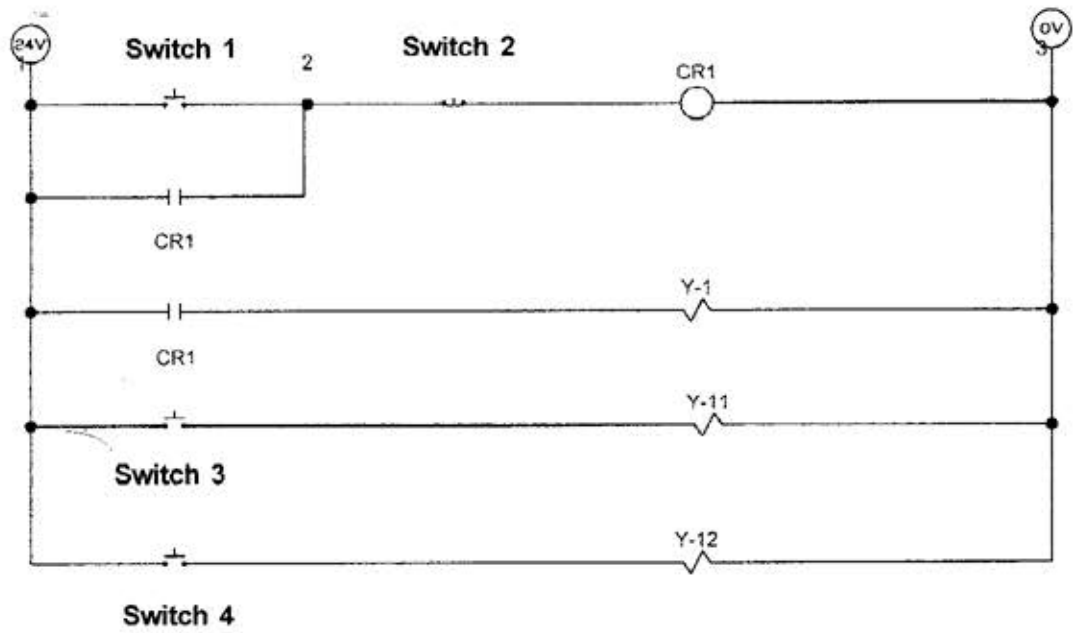 24V
1
Switch 1
2
Switch 2
CR1
0V
3
CR1
Y-1
CR1
Y-11
Switch 3
Y-12
Switch 4